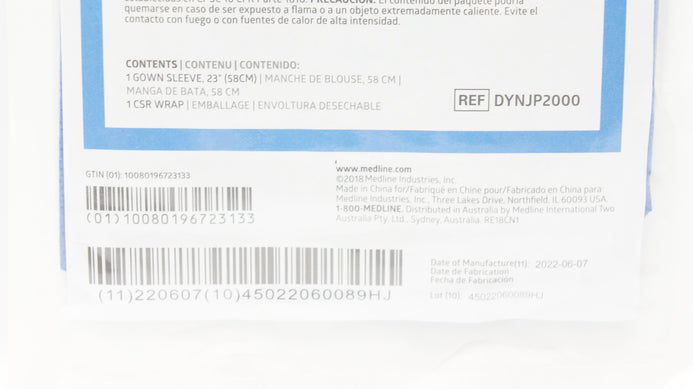 quemarse en caso de ser expuesto a flama o a un objeto extremadamente caliente. Evite el
contacto con fuego o con fuentes de calor de alta intensidad.
CONTENTS | CONTENU | CONTENIDO:
1 GOWN SLEEVE, 23" (58CM) | MANCHE DE BLOUSE, 58 CM |
MANGA DE BATA, 58 CM
1 CSR WRAP | EMBALLAGE | ENVOLTURA DESECHABLE
REF DYNJP2000
GTIN (01): 10080196723133
(01)10080196723133
www.medline.com
©2018 Medline Industries, Inc.
Made in China for/Fabriqué en Chine pour/Fabricado en China para
Medline Industries, Inc., Three Lakes Drive, Northfield, IL 60093 USA.
1-800-MEDLINE. Distributed in Australia by Medline International Two
Australia Pty. Ltd., Sydney, Australia. RE18CN1
(11)220607(10)45022060089HJ
Date of Manufacture(11): 2022-06-07
Date de Fabrication
Fecha de Fabricación
Lot (10): 45022060089HJ